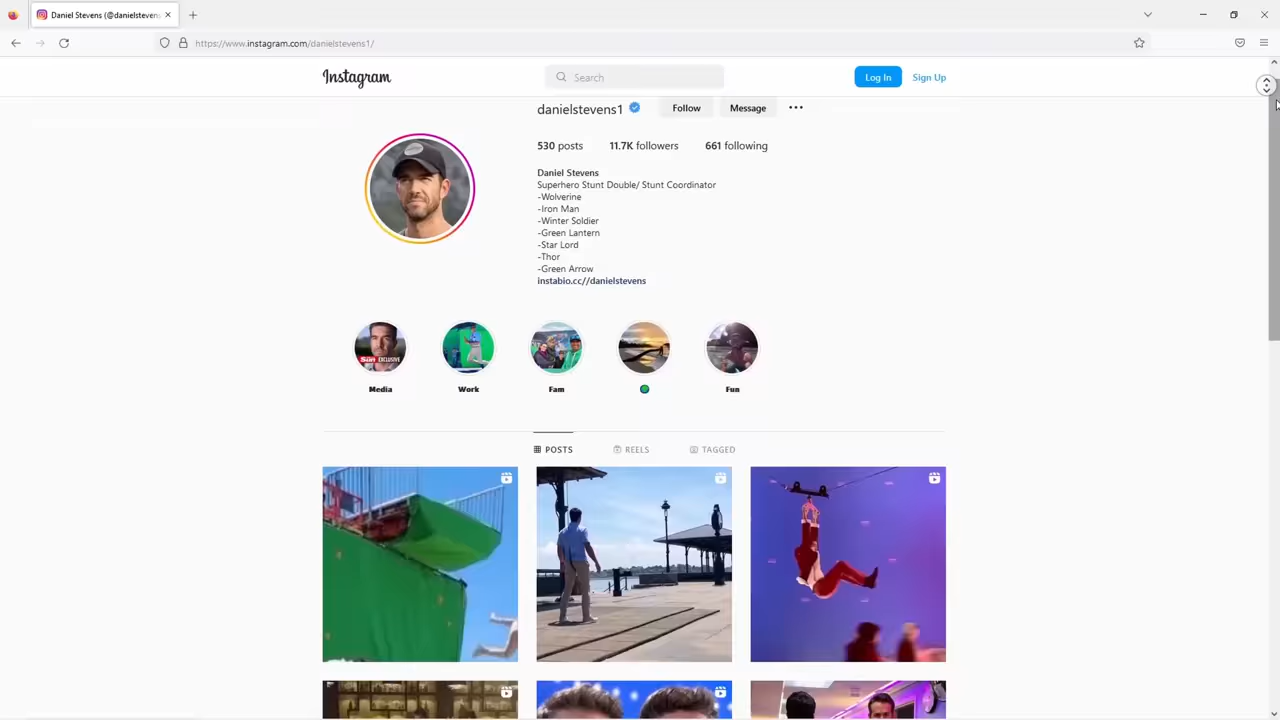 Daniel Stevens (@danielstevens
https://www.instagram.com/danielstevens1/
Instagram
Search
Log In
Sign Up
danielstevens1
Follow
Message
530 posts
11.7K followers
661 following
Daniel Stevens
Superhero Stunt Double/ Stunt Coordinator
-Wolverine
-Iron Man
-Winter Soldier
-Green Lantern
-Star Lord
-Thor
-Green Arrow
instabio.cc//danielstevens
Sun EXCLUSIVE
Media
Work
Fam
Fun
POSTS
REELS
TAGGED